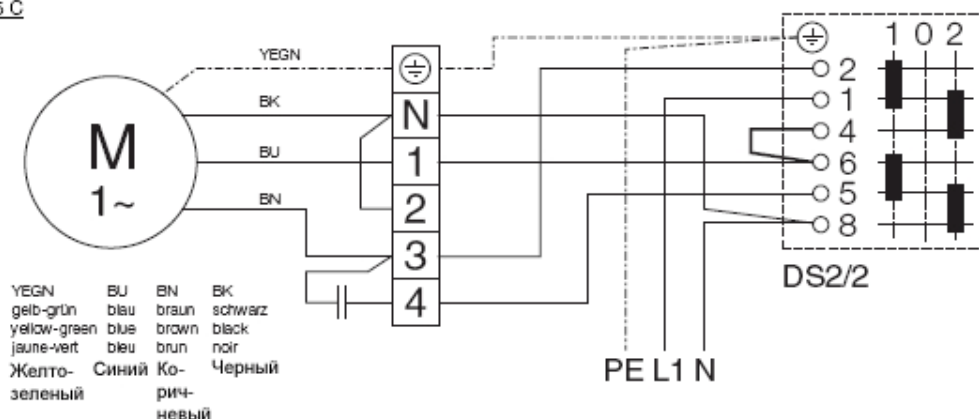 YEGN
BK
BU
BN
M
1~
N
1
2
3
4
1 0 2
2
1
4
6
5
8
DS2/2
PE L1 N
YEGN BU BN BK
gelb-grün blau braun schwarz
yellow-green blue brown black
jaune-vert bleu brun noir
Желто- Синий Ко- Черный
зеленый рич-
невый